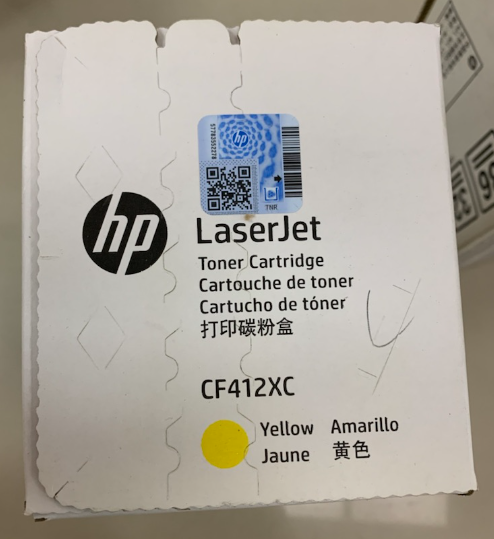 hp
LaserJet
Toner Cartridge
Cartouche de toner
Cartucho de tóner
打印碳粉盒
CF412XC
Yellow Amarillo
Jaune 黄色
TNR